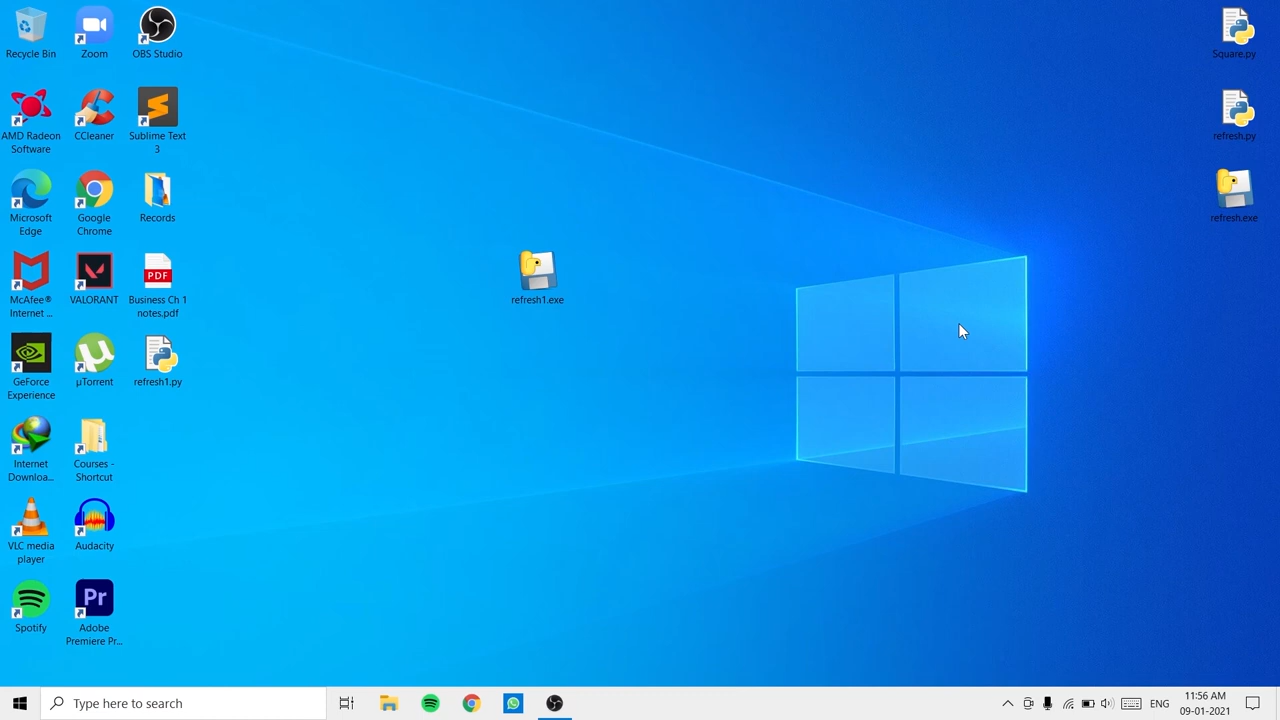 Recycle Bin
Zoom
OBS Studio
AMD Radeon
Software
CCleaner
Sublime Text
3
Microsoft
Edge
Google
Chrome
Records
McAfee®
Internet ...
VALORANT
PDF
Business Ch 1
notes.pdf
GeForce
Experience
µTorrent
refresh1.py
Internet
Downloa...
Courses -
Shortcut
VLC media
player
Audacity
Spotify
Pr
Adobe
Premiere Pr...
refresh1.exe
Square.py
refresh.py
refresh.exe
Type here to search
ENG
11:56 AM
09-01-2021